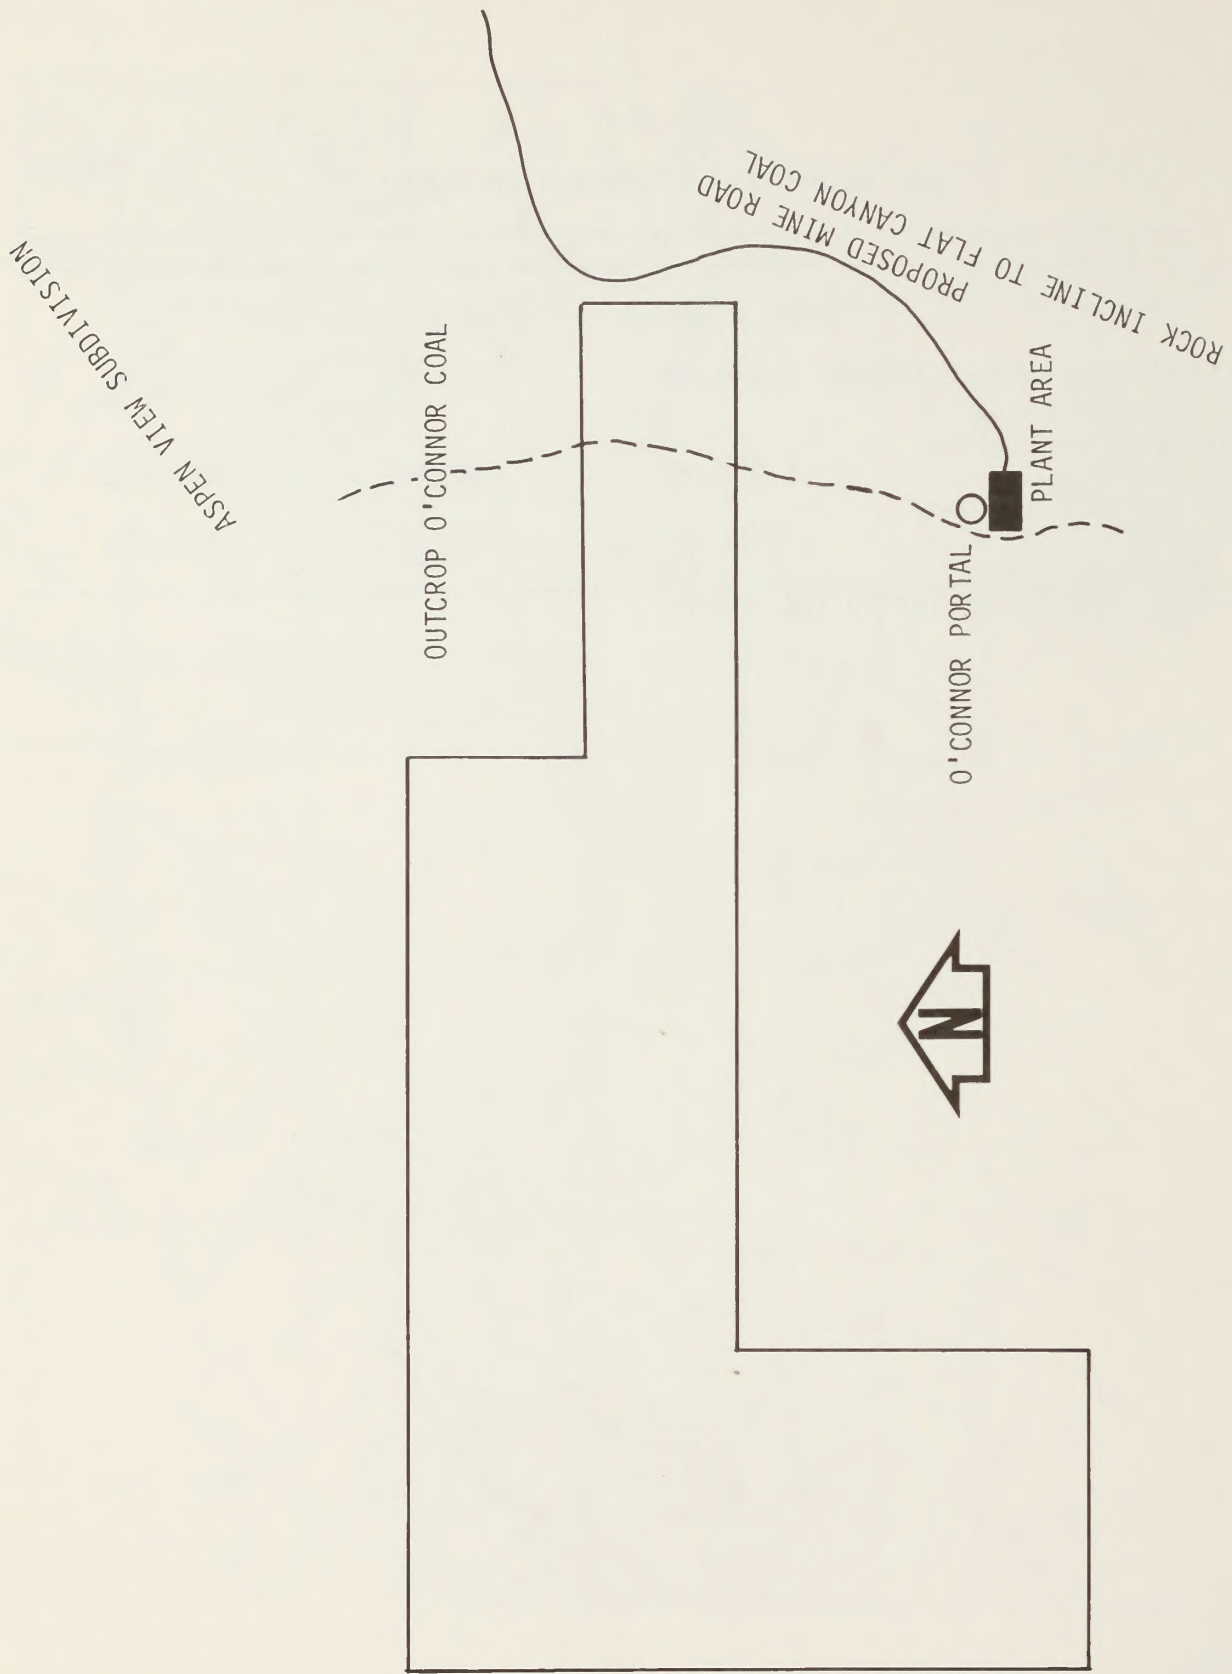 ASPEN VIEW SUBDIVISION
OUTCROP O'CONNOR COAL
PROPOSED MINE ROAD
ROCK INCLINE TO FLAT CANYON COAL
PLANT AREA
O'CONNOR PORTAL
N